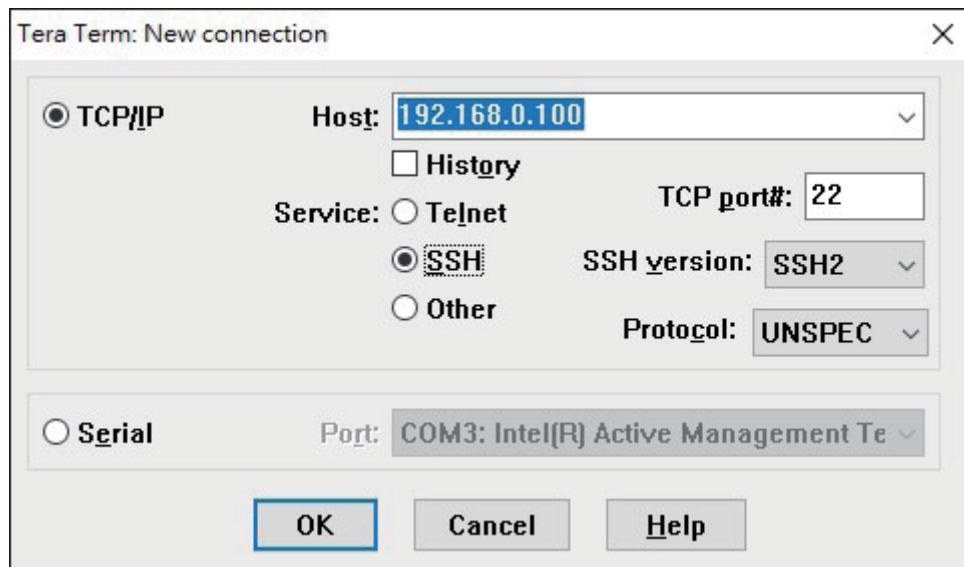 Tera Term: New connection
TCP/IP
Host: 192.168.0.100
History
Service: Telnet
TCP port#: 22
SSH
SSH version: SSH2
Other
Protocol: UNSPEC
Serial
Port: COM3: Intel(R) Active Management Te
OK
Cancel
Help